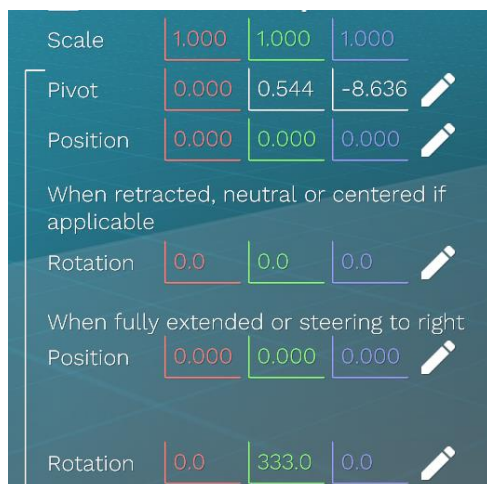 Scale 1.000 1.000 1.000
Pivot 0.000 0.544 -8.636
Position 0.000 0.000 0.000
When retracted, neutral or centered if
applicable
Rotation 0.0 0.0 0.0
When fully extended or steering to right
Position 0.000 0.000 0.000
Rotation 0.0 333.0 0.0